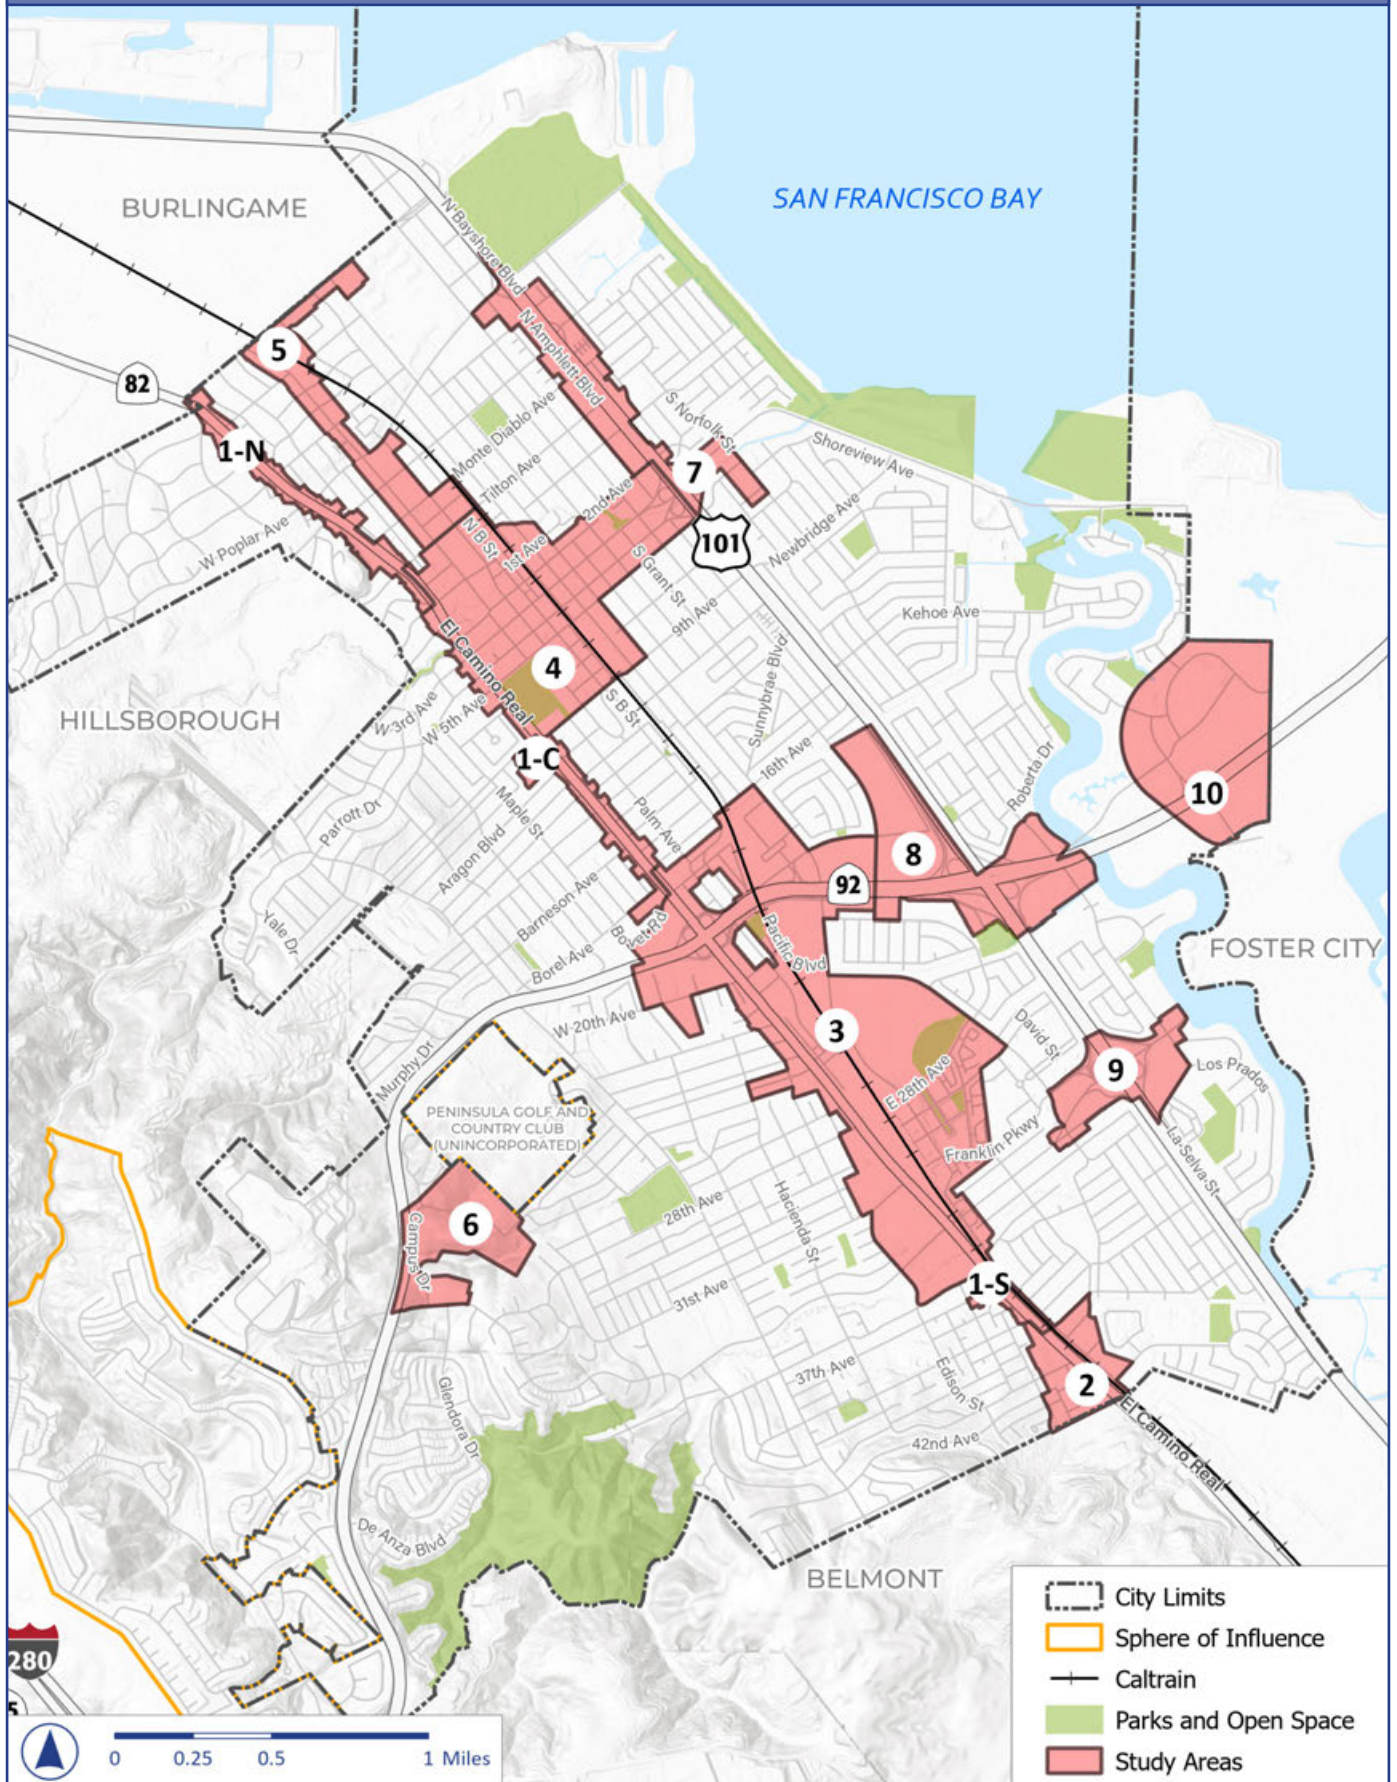 SAN FRANCISCO BAY
BURLINGAME
N Bayshore Blvd
5
82
N Amphlett Blvd
S Norfolk St
Monte Diablo Ave
Shoreview Ave
1-N
Tilton Ave
7
2nd Ave
W Poplar Ave
N B St
1st Ave
101
Newbridge Ave
S Grant St
9th Ave
Kehoe Ave
El Camino Real
4
Sunnybrae Blvd
HILLSBOROUGH
W 3rd Ave
W 5th Ave
S B St
1-C
16th Ave
Roberta Dr
10
Maple St
Parrott Dr
Palm Ave
Aragon Blvd
8
92
Barneson Ave
Yale Dr
Bovet Rd
Borel Ave
Pacific Blvd
FOSTER CITY
W 20th Ave
3
David St
Murphy Dr
9
Los Prados
E 28th Ave
PENINSULA GOLF AND
COUNTRY CLUB
(UNINCORPORATED)
Franklin Pkwy
La Selva St
28th Ave
Hacienda St
6
Campus Dr
1-S
31st Ave
37th Ave
Edison St
2
Glendora Dr
El Camino Real
42nd Ave
De Anza Blvd
BELMONT
280
5
City Limits
Sphere of Influence
Caltrain
Parks and Open Space
Study Areas
0 0.25 0.5 1 Miles